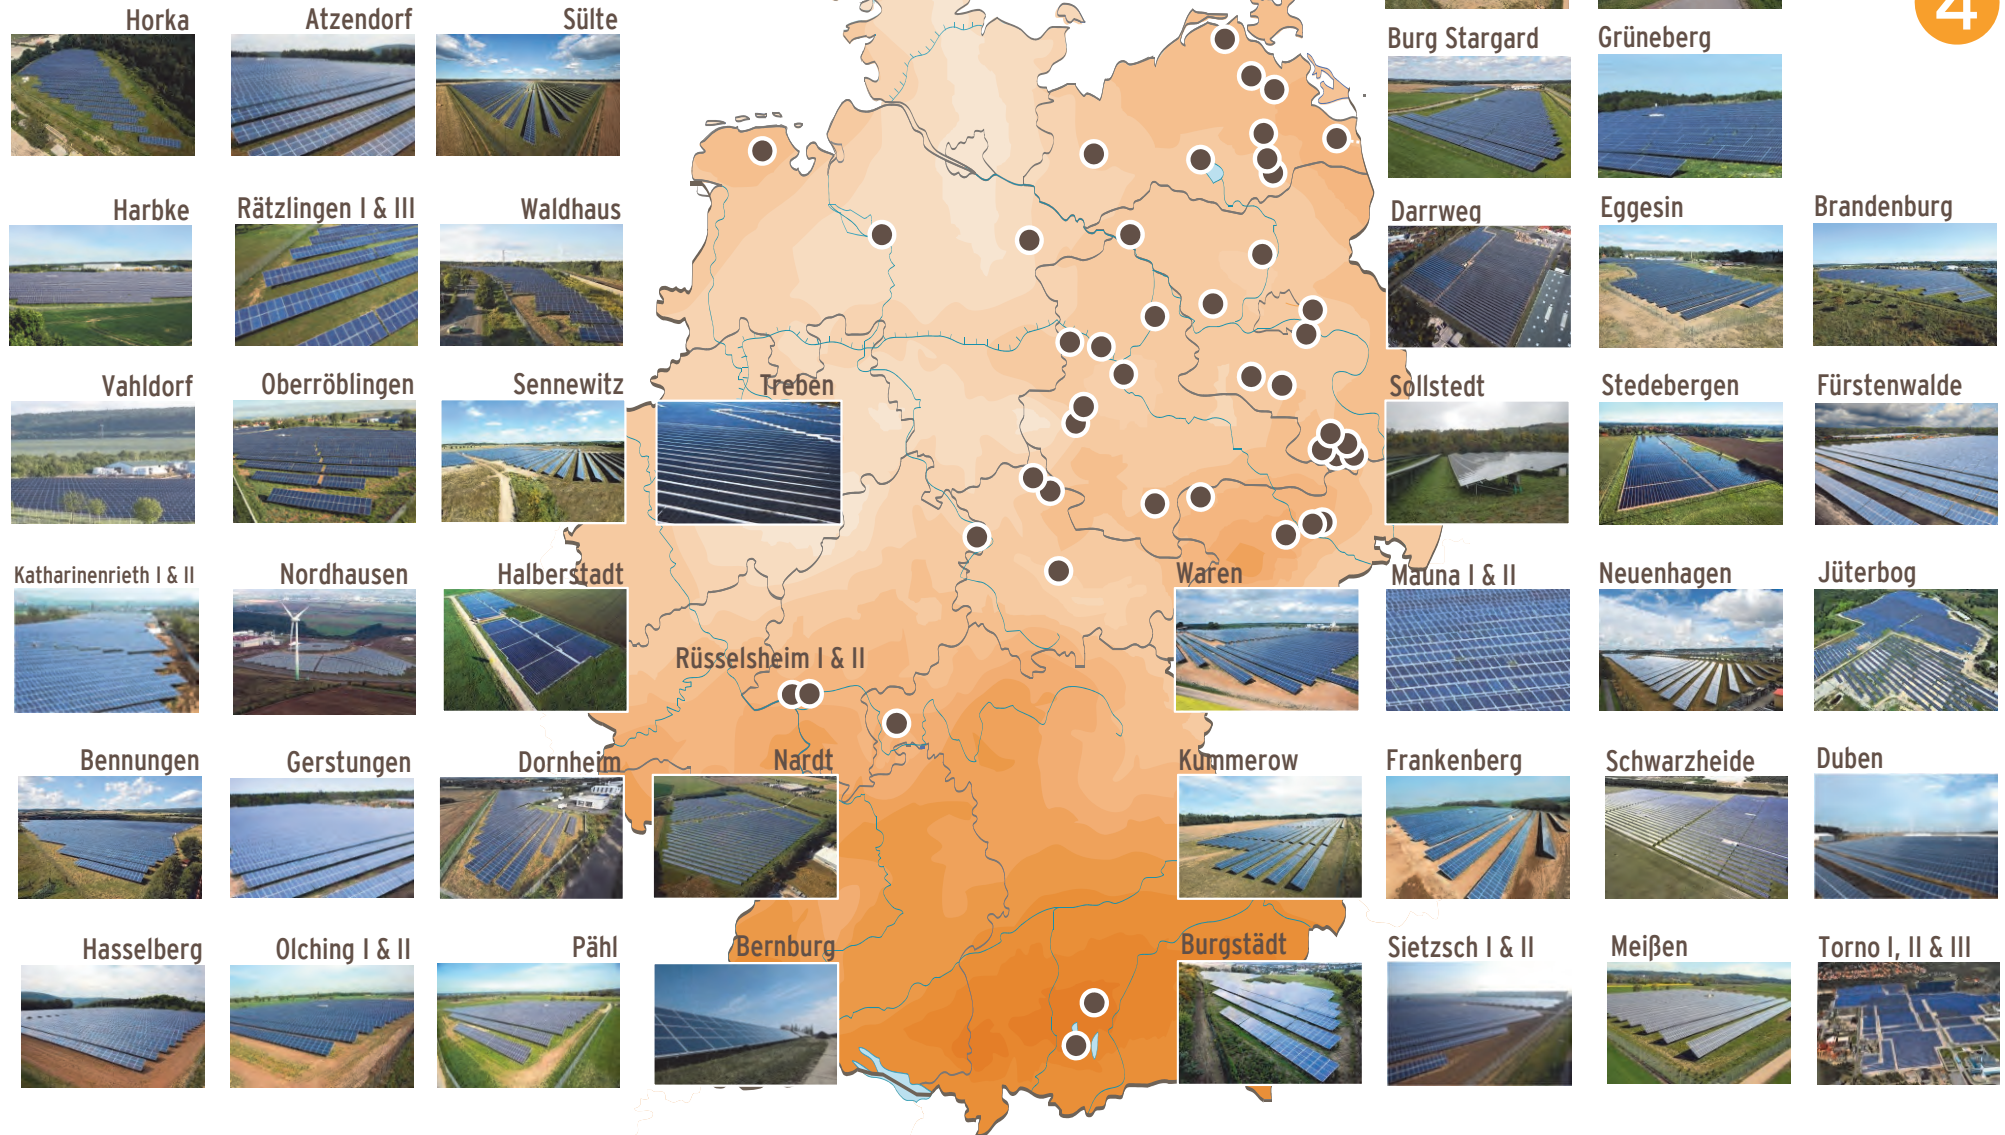 4
Horka
Atzendorf
Sülte
Burg Stargard
Grüneberg
Harbke
Rätzlingen I & III
Waldhaus
Darrweg
Eggesin
Brandenburg
Vahldorf
Oberröblingen
Sennewitz
Treben
Sollstedt
Stedebergen
Fürstenwalde
Katharinenrieth I & II
Nordhausen
Halberstadt
Waren
Mauna I & II
Neuenhagen
Jüterbog
Rüsselsheim I & II
Bennungen
Gerstungen
Dornheim
Nardt
Kummerow
Frankenberg
Schwarzheide
Duben
Hasselberg
Olching I & II
Pähl
Bernburg
Burgstädt
Sietzsch I & II
Meißen
Torno I, II & III